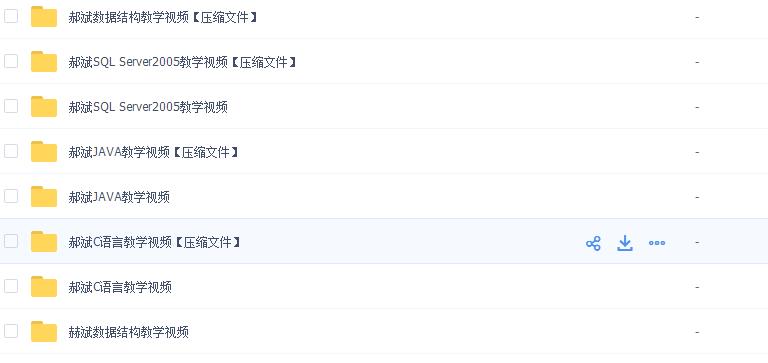 郝斌数据结构教学视频【压缩文件】 -
郝斌SQL Server2005教学视频【压缩文件】 -
郝斌SQL Server2005教学视频 -
郝斌JAVA教学视频【压缩文件】 -
郝斌JAVA教学视频 -
郝斌C语言教学视频【压缩文件】 -
郝斌C语言教学视频 -
赫斌数据结构教学视频 -